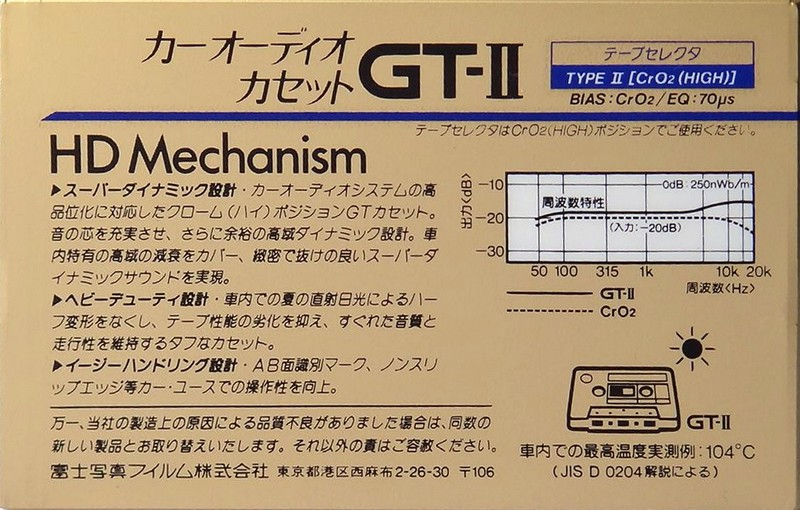 カーオーディオ
カセット GT-II
テープセレクタ
TYPE II [CrO2(HIGH)]
BIAS:CrO2/EQ:70μs
テープセレクタはCrO2(HIGH)ポジションでご使用ください。
HD Mechanism
▶スーパーダイナミック設計・カーオーディオシステムの高
品位化に対応したクローム(ハイ)ポジションGTカセット。
音の芯を充実させ、さらに余裕の高域ダイナミック設計。車
内特有の高域の減衰をカバー、緻密で抜けの良いスーパーダ
イナミックサウンドを実現。
▶ヘビーデューティ設計・車内での夏の直射日光によるハー
フ変形をなくし、テープ性能の劣化を抑え、すぐれた音質と
走行性を維持するタフなカセット。
▶イージーハンドリング設計・AB面識別マーク、ノンスリ
ップエッジ等カー・ユースでの操作性を向上。
万一、当社の製造上の原因による品質不良がありました場合は、同数の
新しい製品とお取り替えいたします。それ以外の責はご容赦ください。
富士写真フイルム株式会社 東京都港区西麻布2-26-30 〒106
出力<dB>
-10
-20
-30
0dB:250nWb/m
周波数特性
(入力:-20dB)
50 100 315 1k 10k 20k
周波数<Hz>
GT-II
CrO2
GT-II
車内での最高温度実測例:104°C
(JIS D 0204解説による)